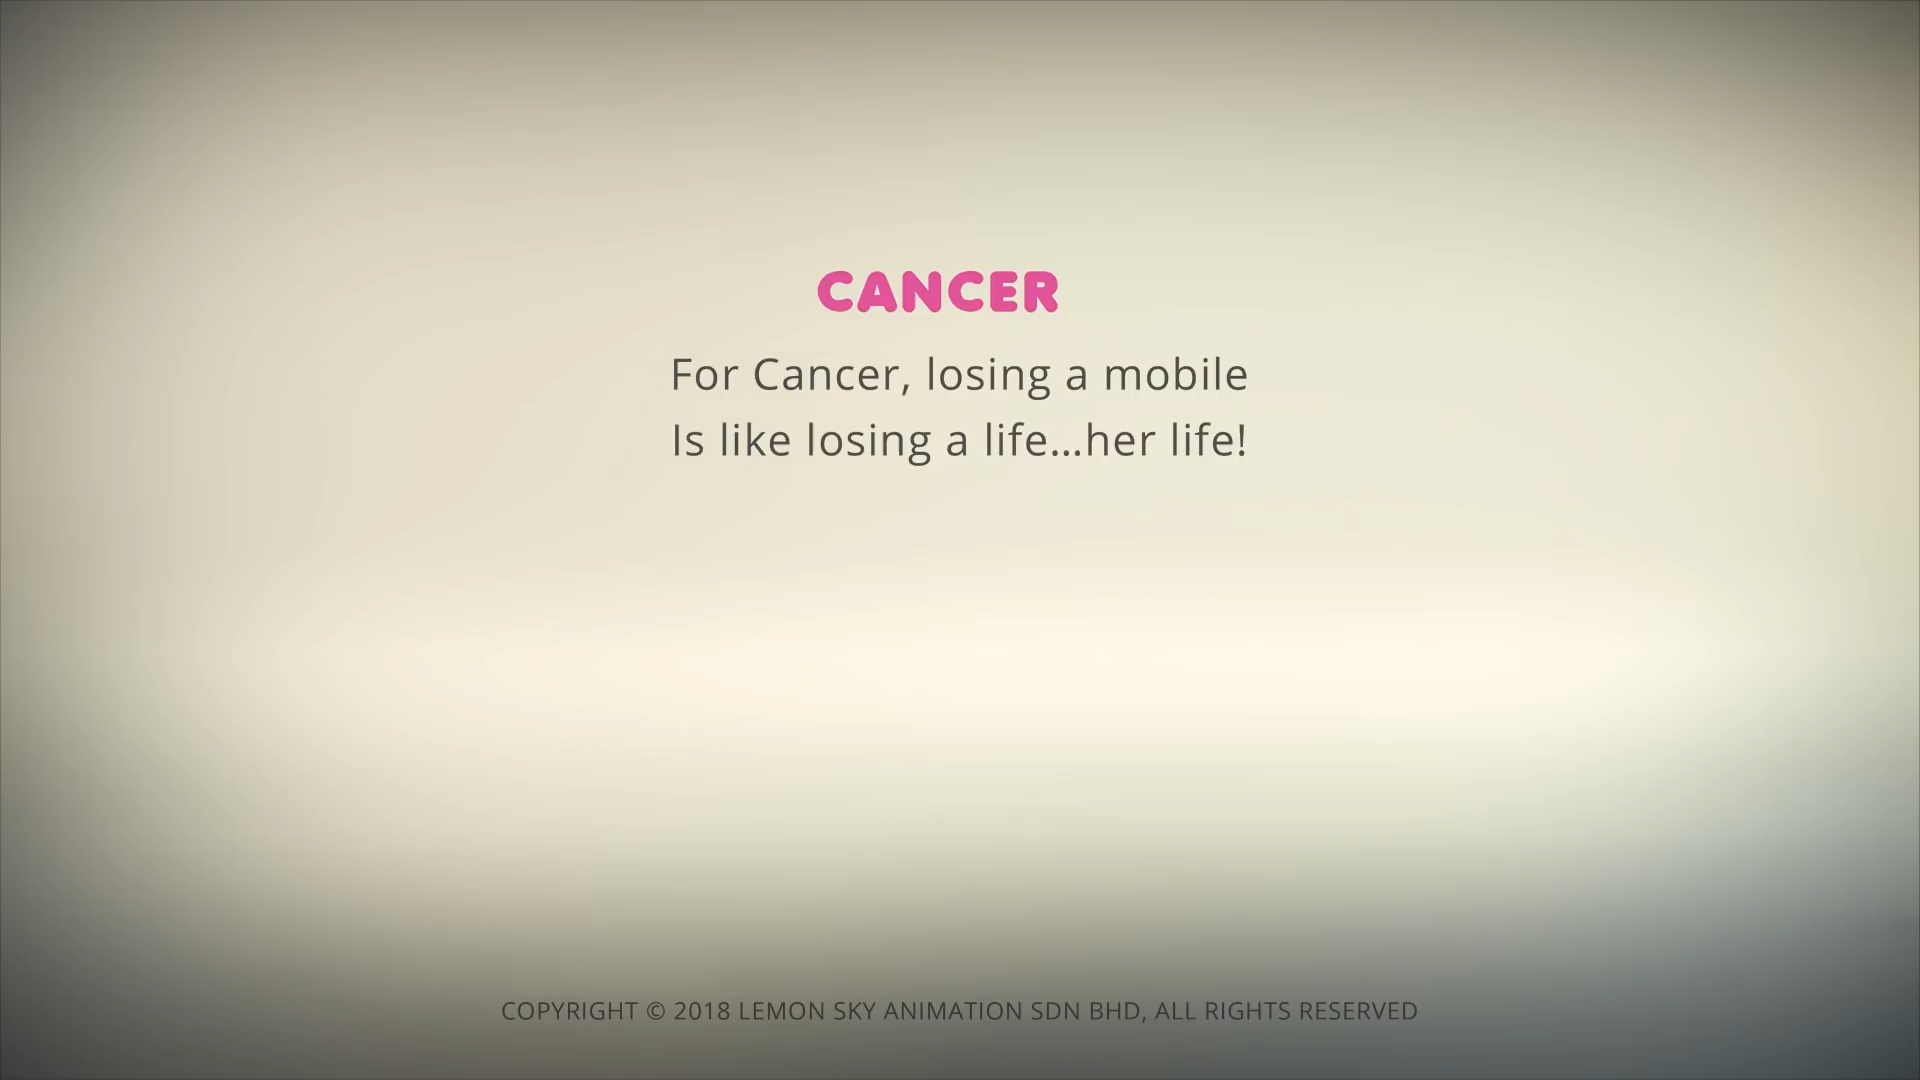 CANCER
For Cancer, losing a mobile
Is like losing a life...her life!
COPYRIGHT © 2018 LEMON SKY ANIMATION SDN BHD, ALL RIGHTS RESERVED